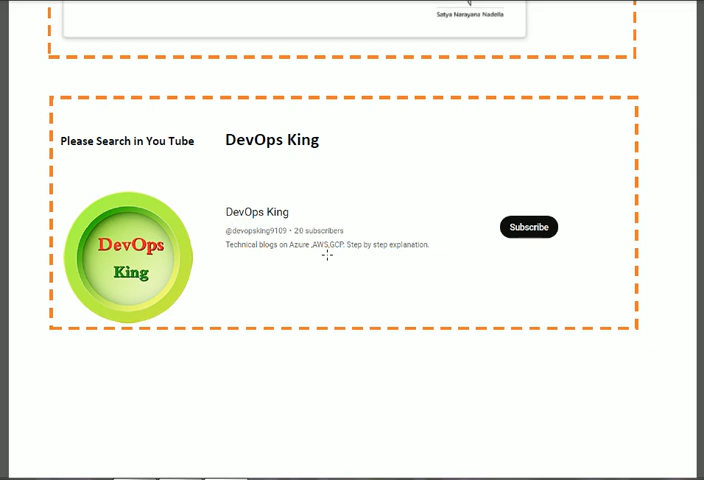 Satya Narayana Nadella
Please Search in You Tube
DevOps King
DevOps
King
DevOps King
@devopsking9109 • 20 subscribers
Technical blogs on Azure ,AWS,GCP. Step by step explanation.
Subscribe